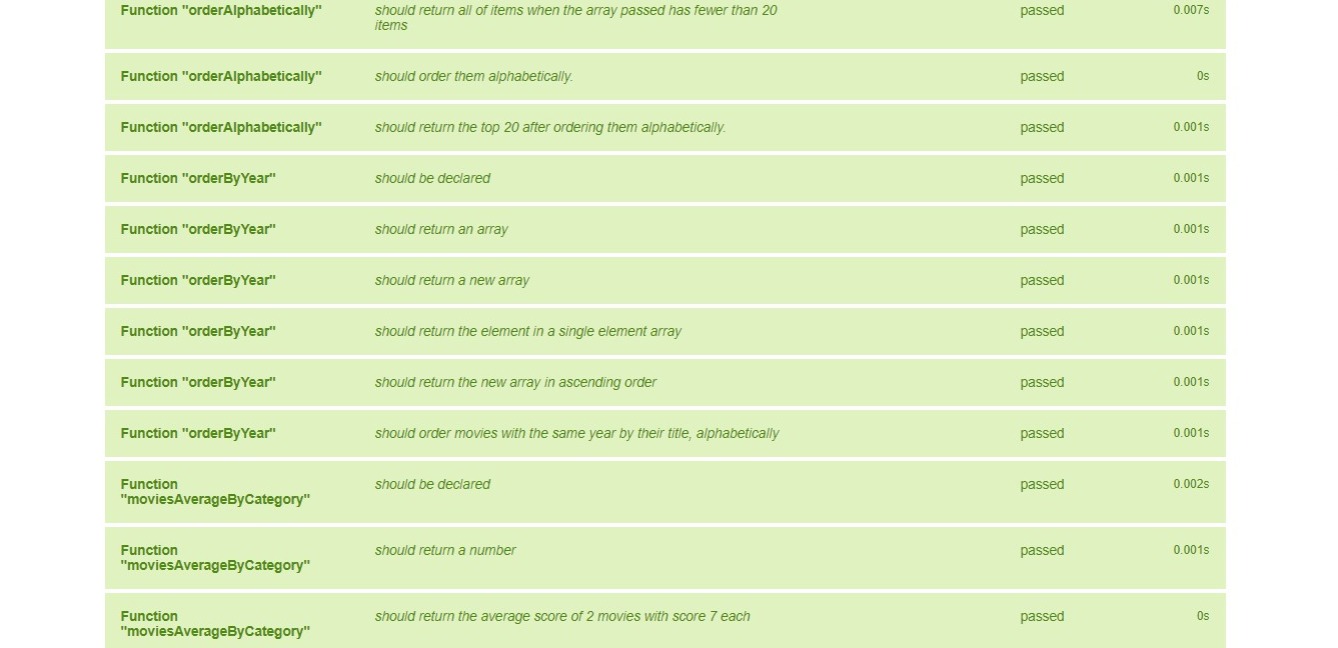 Function "orderAlphabetically" should return all of items when the array passed has fewer than 20 passed 0.007s
items
Function "orderAlphabetically" should order them alphabetically. passed 0s
Function "orderAlphabetically" should return the top 20 after ordering them alphabetically. passed 0.001s
Function "orderByYear" should be declared passed 0.001s
Function "orderByYear" should return an array passed 0.001s
Function "orderByYear" should return a new array passed 0.001s
Function "orderByYear" should return the element in a single element array passed 0.001s
Function "orderByYear" should return the new array in ascending order passed 0.001s
Function "orderByYear" should order movies with the same year by their title, alphabetically passed 0.001s
Function should be declared passed 0.002s
"moviesAverageByCategory"
Function should return a number passed 0.001s
"moviesAverageByCategory"
Function should return the average score of 2 movies with score 7 each passed 0s
"moviesAverageByCategory"